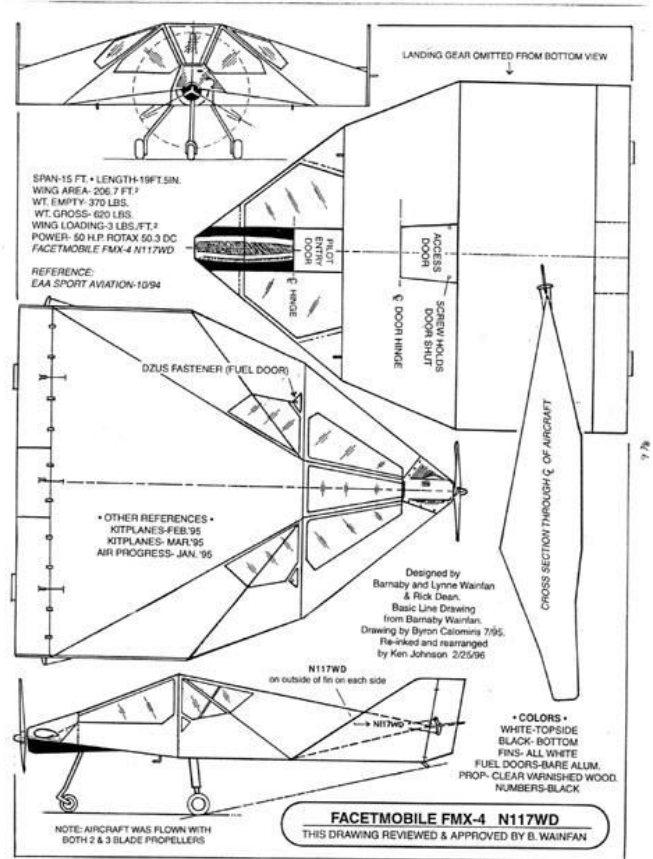 LANDING GEAR OMITTED FROM BOTTOM VIEW
SPAN-15 FT. • LENGTH-19FT.5IN.
WING AREA- 206.7 FT.²
WT. EMPTY- 370 LBS.
WT. GROSS- 620 LBS.
WING LOADING-3 LBS./FT.²
POWER- 50 H.P. ROTAX 50.3 DC
FACETMOBILE FMX-4 N117WD
REFERENCE:
EAA SPORT AVIATION-10/94
PILOT
ENTRY
DOOR
℄ HINGE
ACCESS
DOOR
SCREW HOLDS
DOOR SHUT
℄ DOOR HINGE
DZUS FASTENER (FUEL DOOR)
CROSS SECTION THROUGH ℄ OF AIRCRAFT
• OTHER REFERENCES •
KITPLANES-FEB.'95
KITPLANES- MAR.'95
AIR PROGRESS- JAN. '95
Designed by
Barnaby and Lynne Wainfan
& Rick Dean.
Basic Line Drawing
from Barnaby Wainfan.
Drawing by Byron Calomiris 7/95.
Re-inked and rearranged
by Ken Johnson 2/25/96
N117WD
on outside of fin on each side
N117WD
• COLORS •
WHITE-TOPSIDE
BLACK- BOTTOM
FINS- ALL WHITE
FUEL DOORS-BARE ALUM.
PROP- CLEAR VARNISHED WOOD.
NUMBERS-BLACK
NOTE: AIRCRAFT WAS FLOWN WITH
BOTH 2 & 3 BLADE PROPELLERS
FACETMOBILE FMX-4 N117WD
THIS DRAWING REVIEWED & APPROVED BY B. WAINFAN